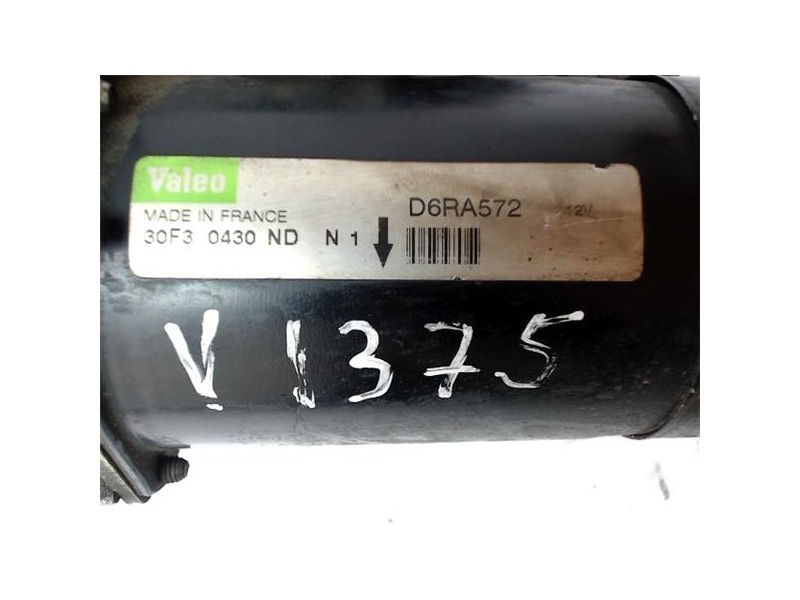 Valeo
D6RA572 12V
MADE IN FRANCE
30F3 0430 ND N 1
V 1375